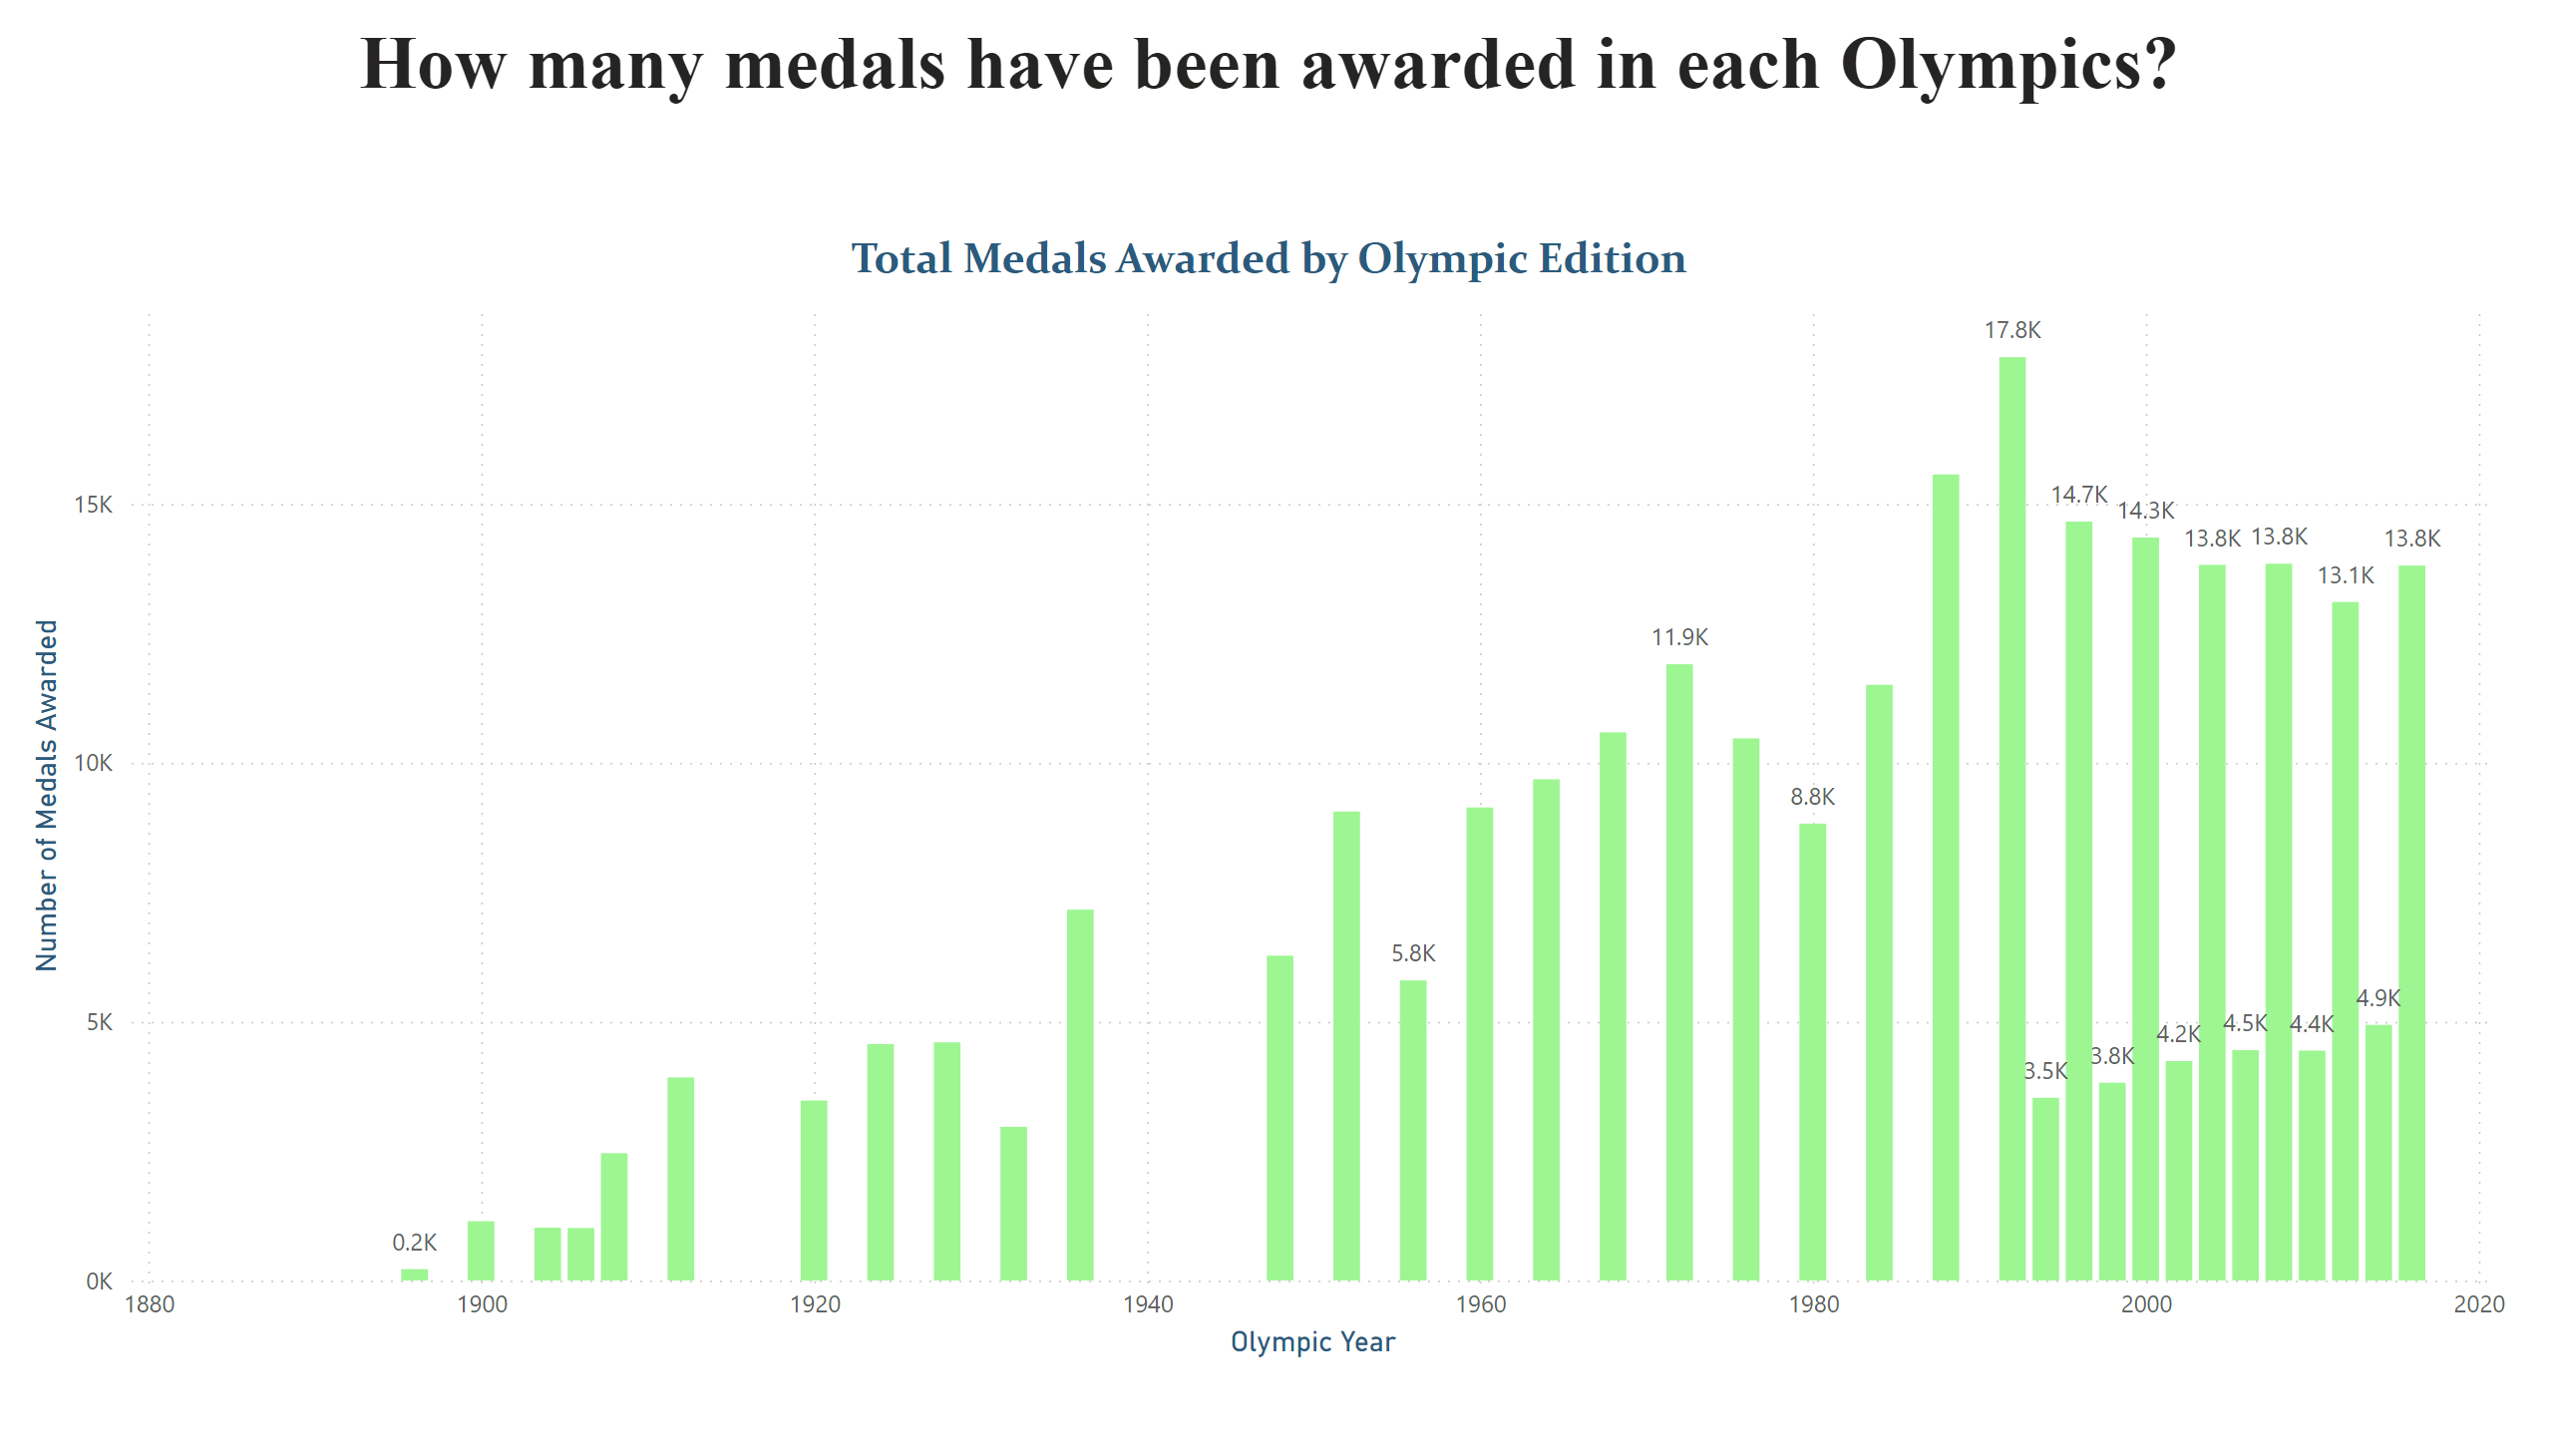 How many medals have been awarded in each Olympics?
Total Medals Awarded by Olympic Edition
17.8K
15K
14.7K
14.3K
13.8K
13.8K
13.8K
13.1K
11.9K
10K
8.8K
5.8K
5K
4.9K
4.5K
4.4K
4.2K
3.8K
3.5K
0.2K
0K
Number of Medals Awarded
1880
1900
1920
1940
1960
1980
2000
2020
Olympic Year